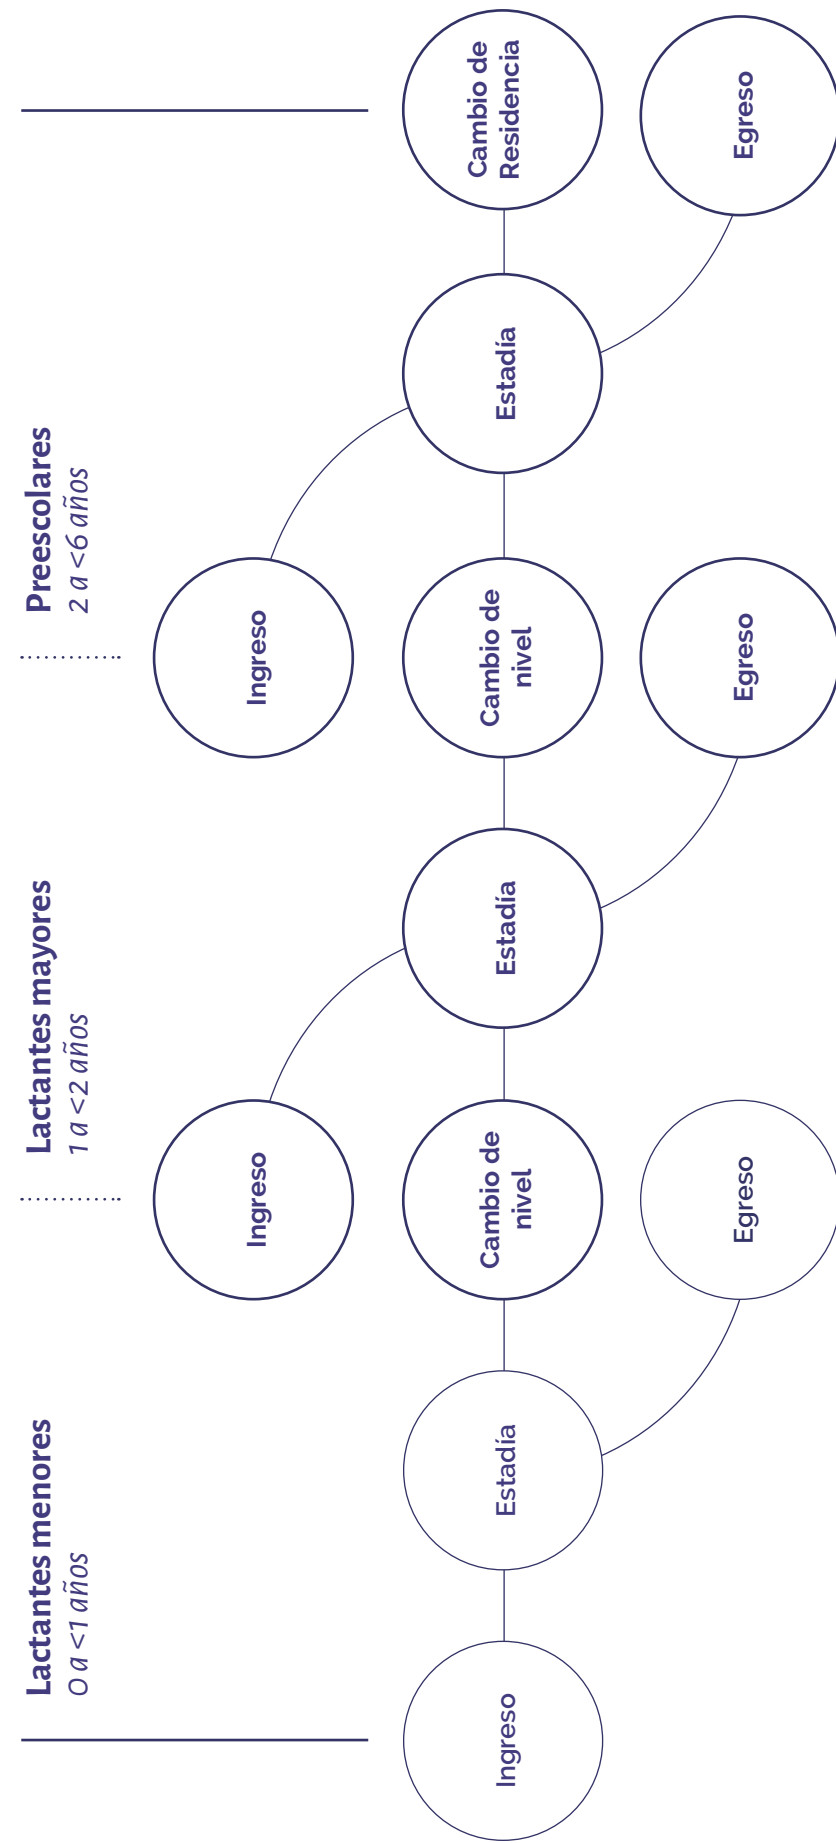 Lactantes menores
0 a <1 años
Lactantes mayores
1 a <2 años
Preescolares
2 a <6 años
Ingreso
Ingreso
Ingreso
Estadía
Cambio de
nivel
Estadía
Cambio de
nivel
Estadía
Cambio de
Residencia
Egreso
Egreso
Egreso